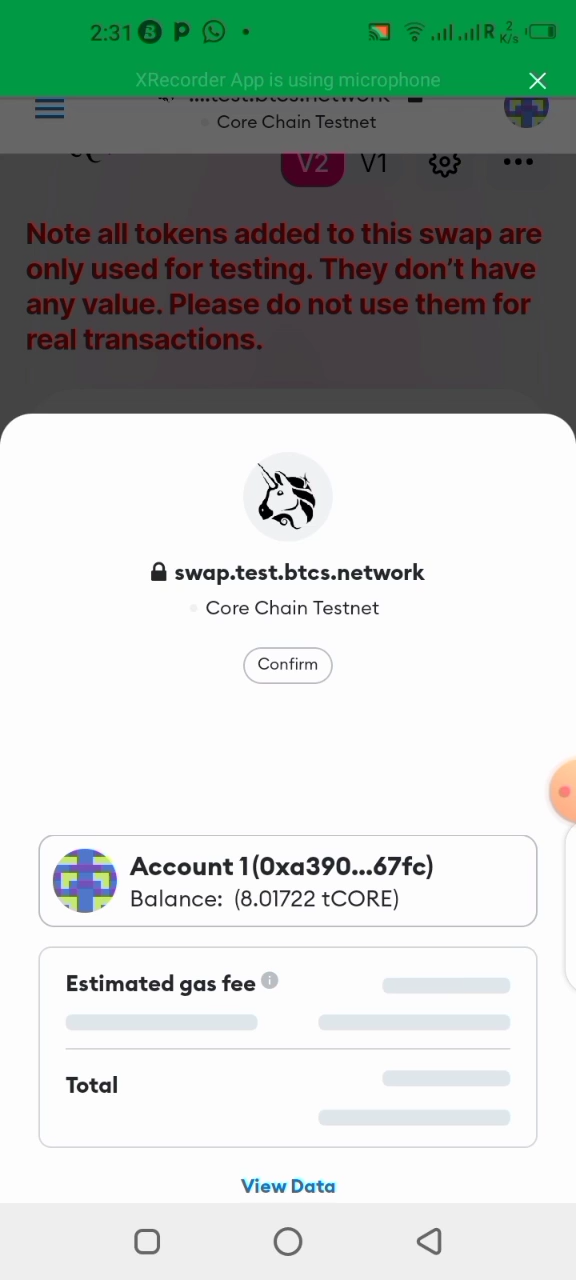 2:31
R 2 K/s
XRecorder App is using microphone
Core Chain Testnet
V2 V1
Note all tokens added to this swap are
only used for testing. They don't have
any value. Please do not use them for
real transactions.
swap.test.btcs.network
Core Chain Testnet
Confirm
Account 1(0xa390...67fc)
Balance: (8.01722 tCORE)
Estimated gas fee
Total
View Data